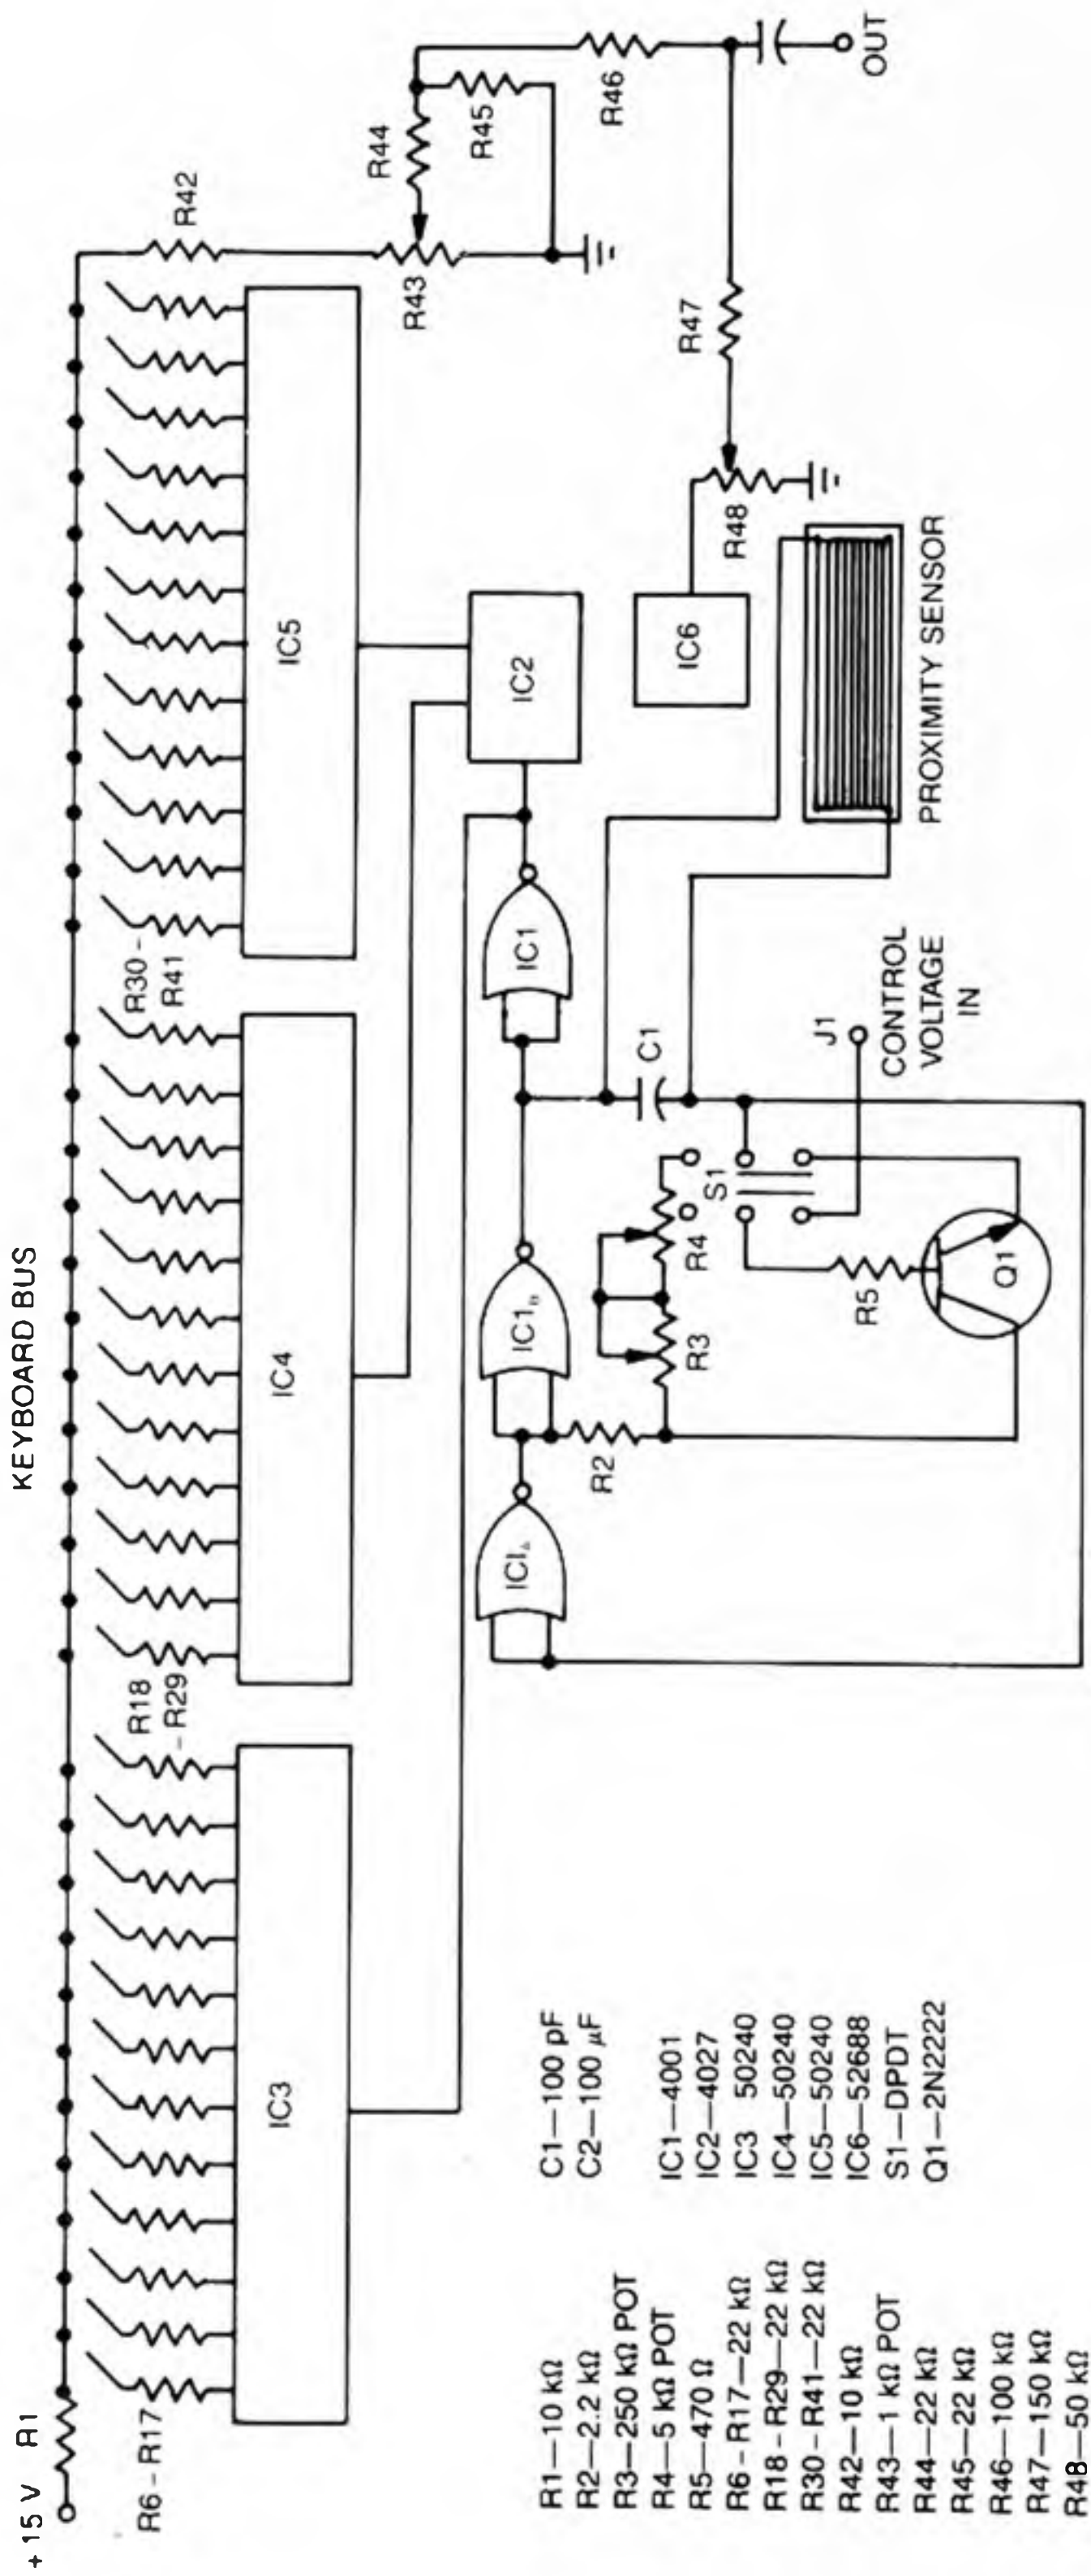 KEYBOARD BUS
+ 15 V R1
R6 - R17
R18
- R29
R30 -
R41
R42
IC3
IC4
IC5
R43
R44
R45
R46
OUT
R47
R48
IC6
IC2
IC1
IC1B
IC1A
PROXIMITY SENSOR
C1
R2
R3
R4
S1
J1
CONTROL
VOLTAGE
IN
R5
Q1
R1—10 kΩ
R2—2.2 kΩ
R3—250 kΩ POT
R4—5 kΩ POT
R5—470 Ω
R6 - R17—22 kΩ
R18 - R29—22 kΩ
R30 - R41—22 kΩ
R42—10 kΩ
R43—1 kΩ POT
R44—22 kΩ
R45—22 kΩ
R46—100 kΩ
R47—150 kΩ
R48—50 kΩ
C1—100 pF
C2—100 µF
IC1—4001
IC2—4027
IC3 50240
IC4—50240
IC5—50240
IC6—52688
S1—DPDT
Q1—2N2222